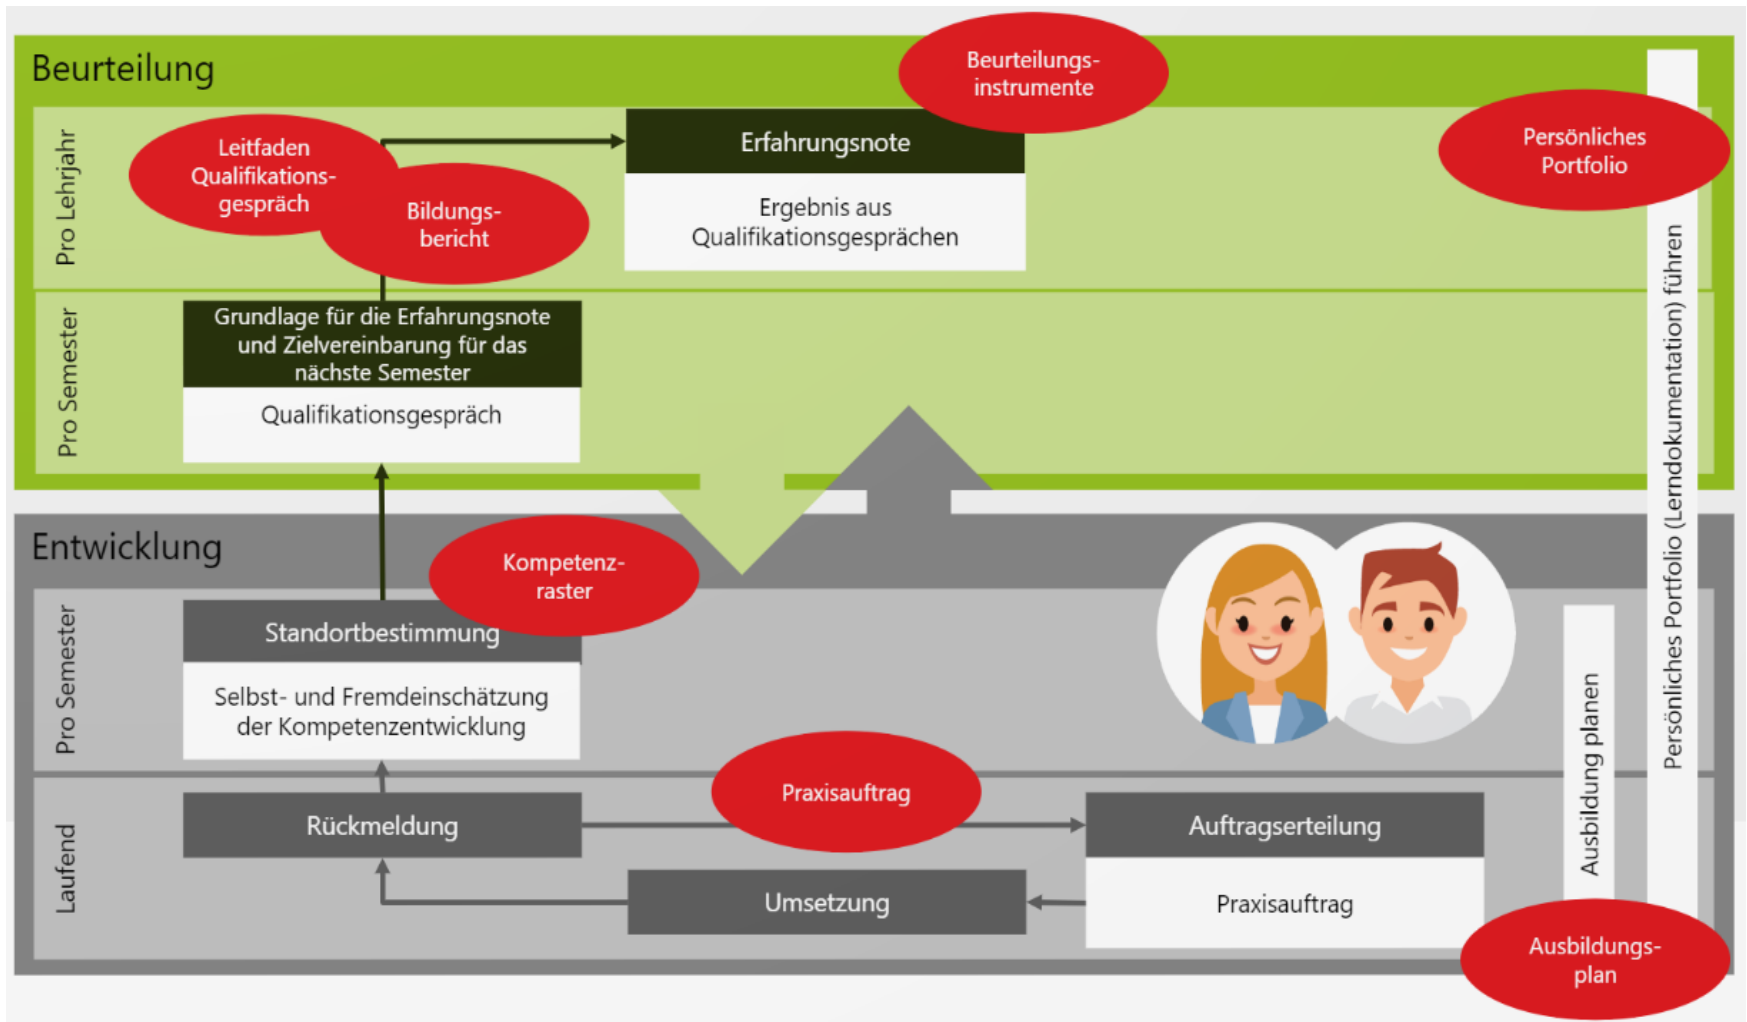 Beurteilung
Beurteilungs-
instrumente
Pro Lehrjahr
Leitfaden
Qualifikations-
gespräch
Bildungs-
bericht
Erfahrungsnote
Ergebnis aus
Qualifikationsgesprächen
Persönliches
Portfolio
Pro Semester
Grundlage für die Erfahrungsnote
und Zielvereinbarung für das
nächste Semester
Qualifikationsgespräch
Persönliches Portfolio (Lerndokumentation) führen
Entwicklung
Kompetenz-
raster
Pro Semester
Standortbestimmung
Selbst- und Fremdeinschätzung
der Kompetenzentwicklung
Ausbildung planen
Laufend
Rückmeldung
Praxisauftrag
Auftragserteilung
Praxisauftrag
Umsetzung
Ausbildungs-
plan